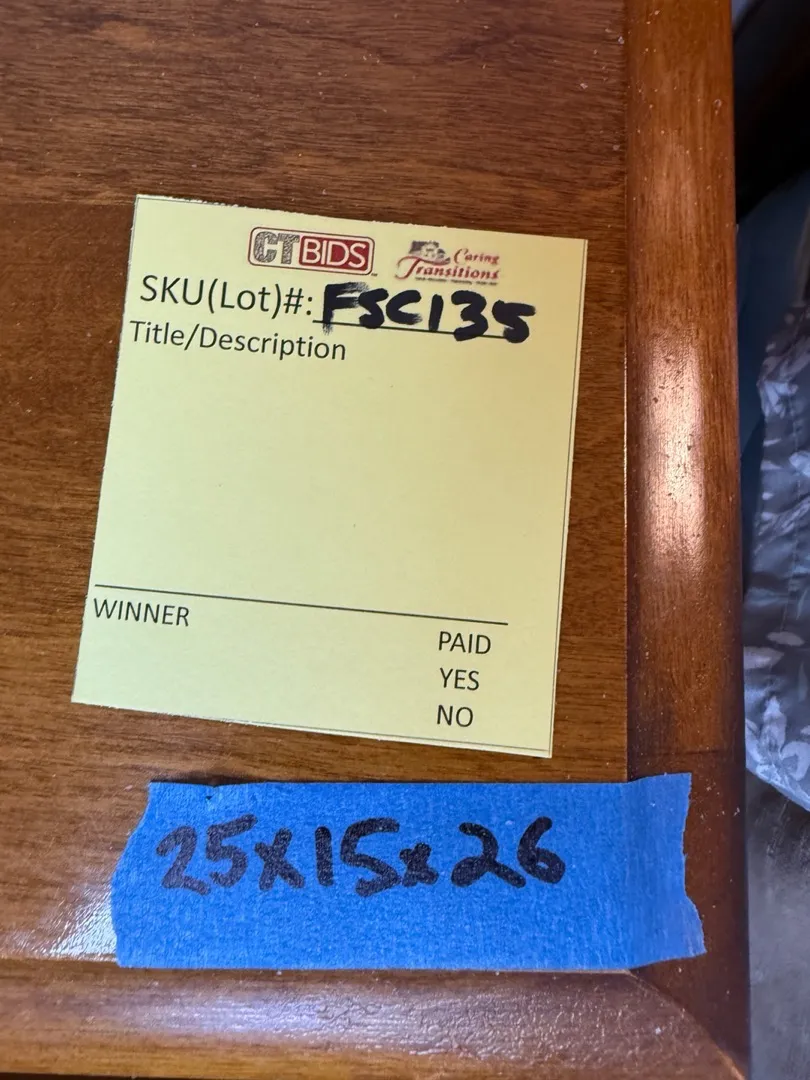 CTBIDS
Caring
Transitions
SKU(Lot)#: FSC135
Title/Description
WINNER
PAID
YES
NO
25x15x26